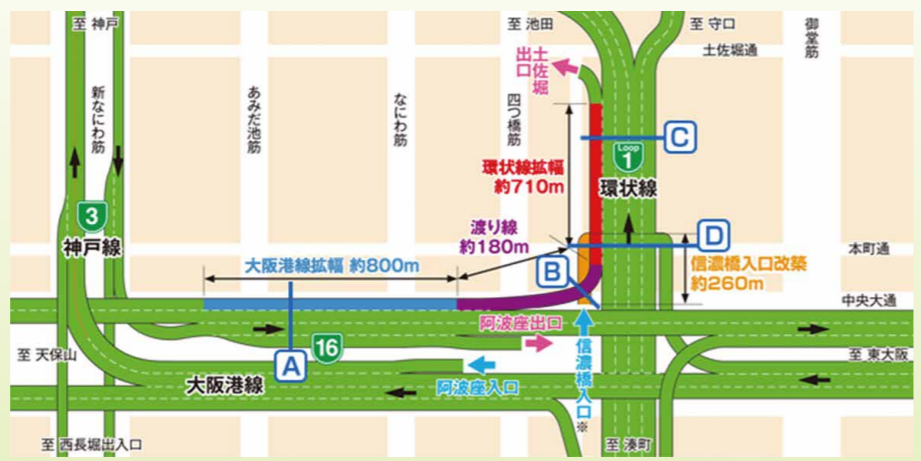 至 神戸
至 池田
至 守口
御堂筋
土佐堀通
土佐堀
出口
新なにわ筋
あみだ池筋
なにわ筋
四つ橋筋
C
環状線拡幅
約710m
Loop
1
環状線
3
神戸線
渡り線
約180m
D
本町通
大阪港線拡幅 約800m
B
信濃橋入口改築
約260m
中央大通
阿波座出口
16
至 天保山
A
信濃橋入口
※
至 東大阪
大阪港線
阿波座入口
至 西長堀出入口
至 湊町